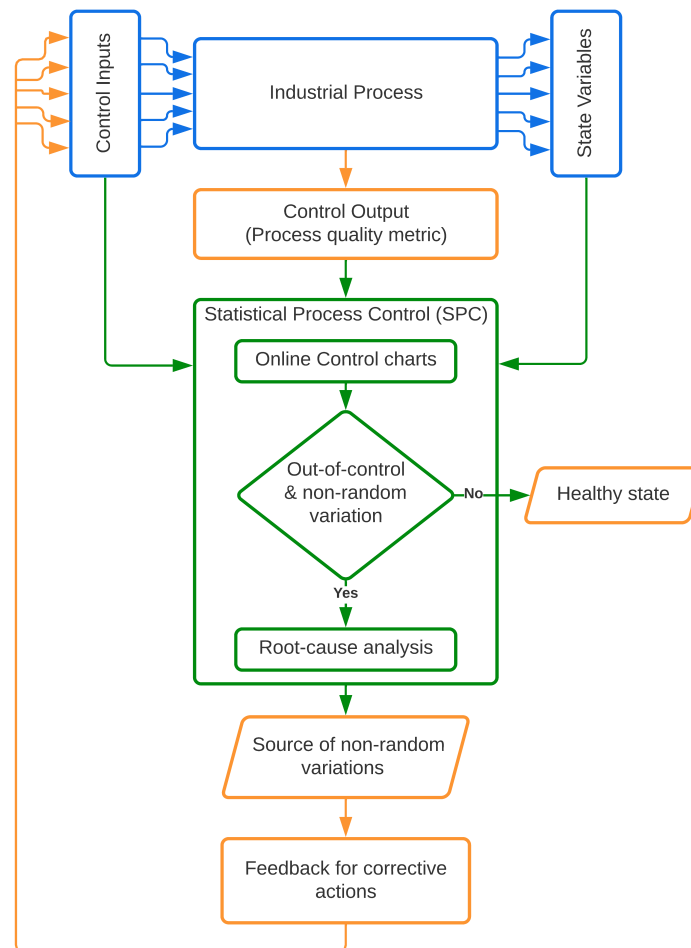 Control Inputs
Industrial Process
State Variables
Control Output
(Process quality metric)
Statistical Process Control (SPC)
Online Control charts
Out-of-control
& non-random
variation
No
Healthy state
Yes
Root-cause analysis
Source of non-random
variations
Feedback for corrective
actions